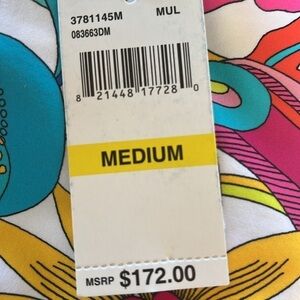 3781145M MUL
083663DM
8 21448 17728 0
MEDIUM
MSRP $172.00